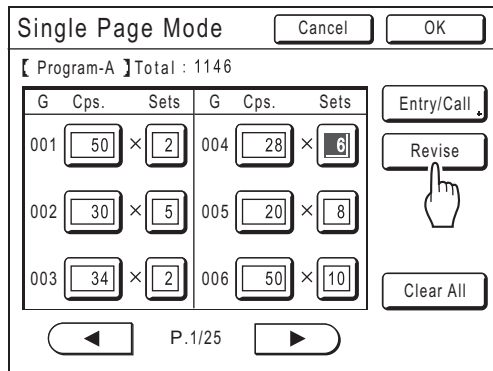 Single Page Mode Cancel OK
【 Program-A 】Total : 1146
G Cps. Sets G Cps. Sets Entry/Call
001 50 × 2 004 28 × 6 Revise
002 30 × 5 005 20 × 8
003 34 × 2 006 50 × 10 Clear All
◀ P.1/25 ▶